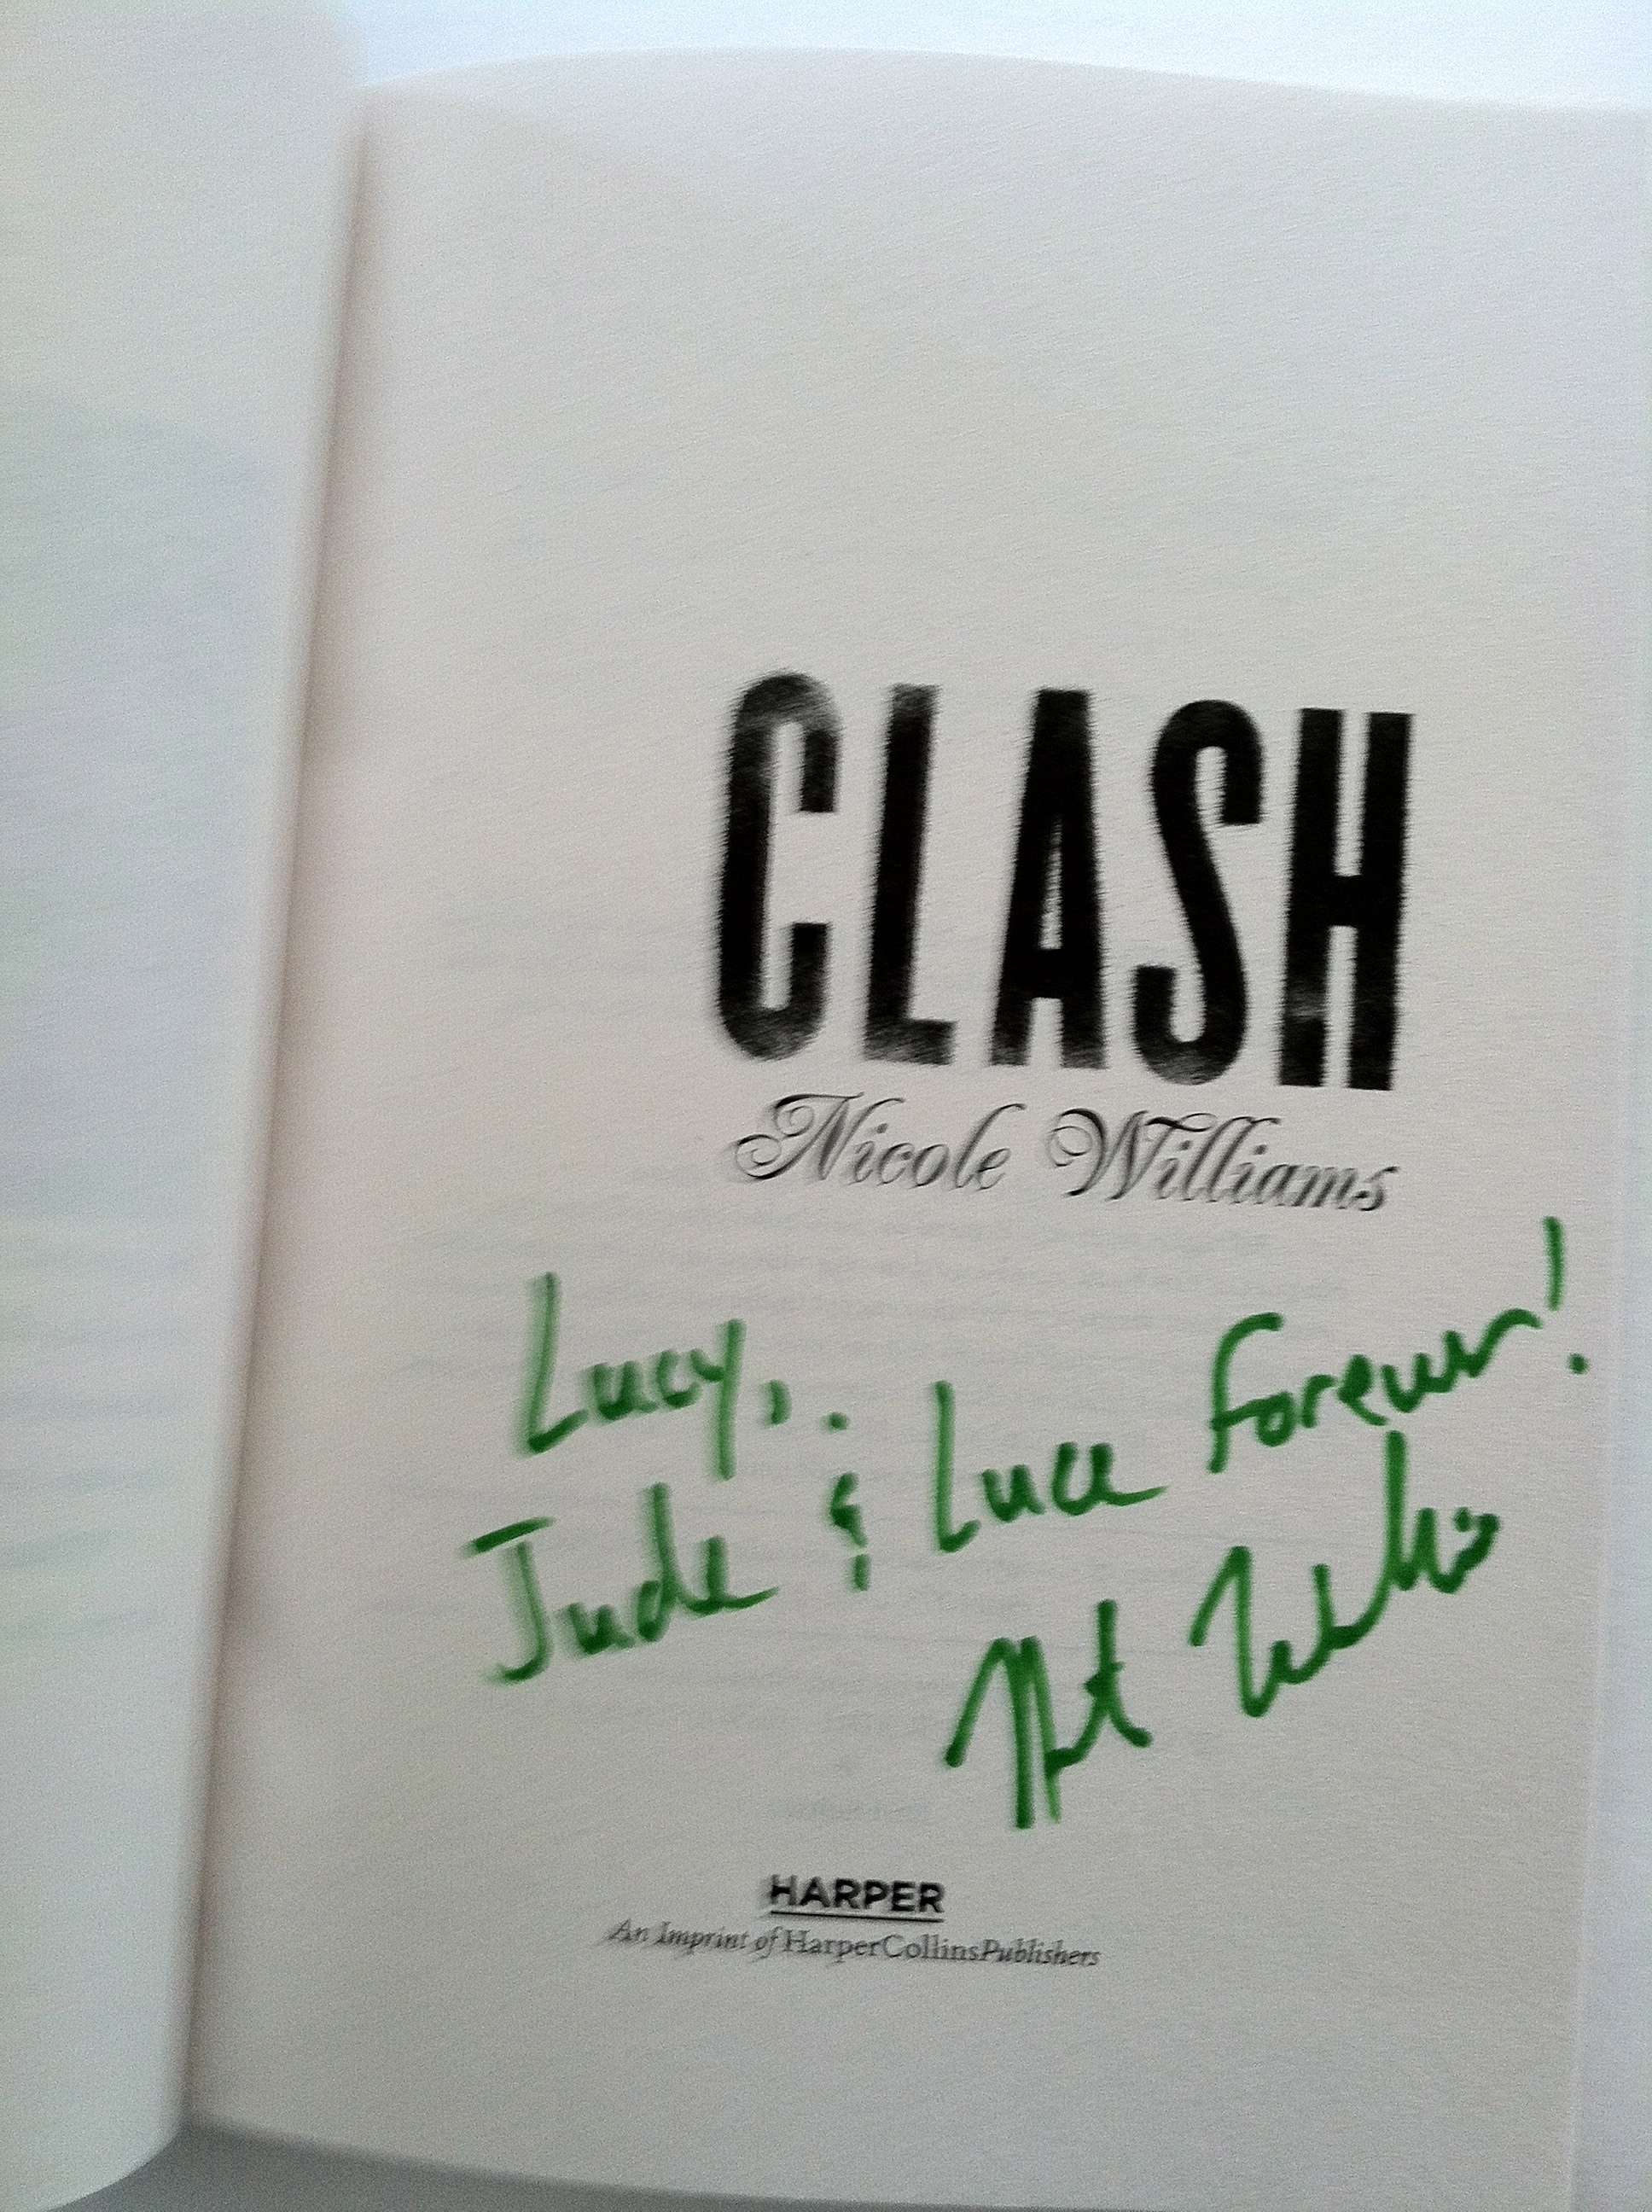 CLASH
Nicole Williams
Lucy,
Jude & Luce Forever!
HARPER
An Imprint of HarperCollinsPublishers